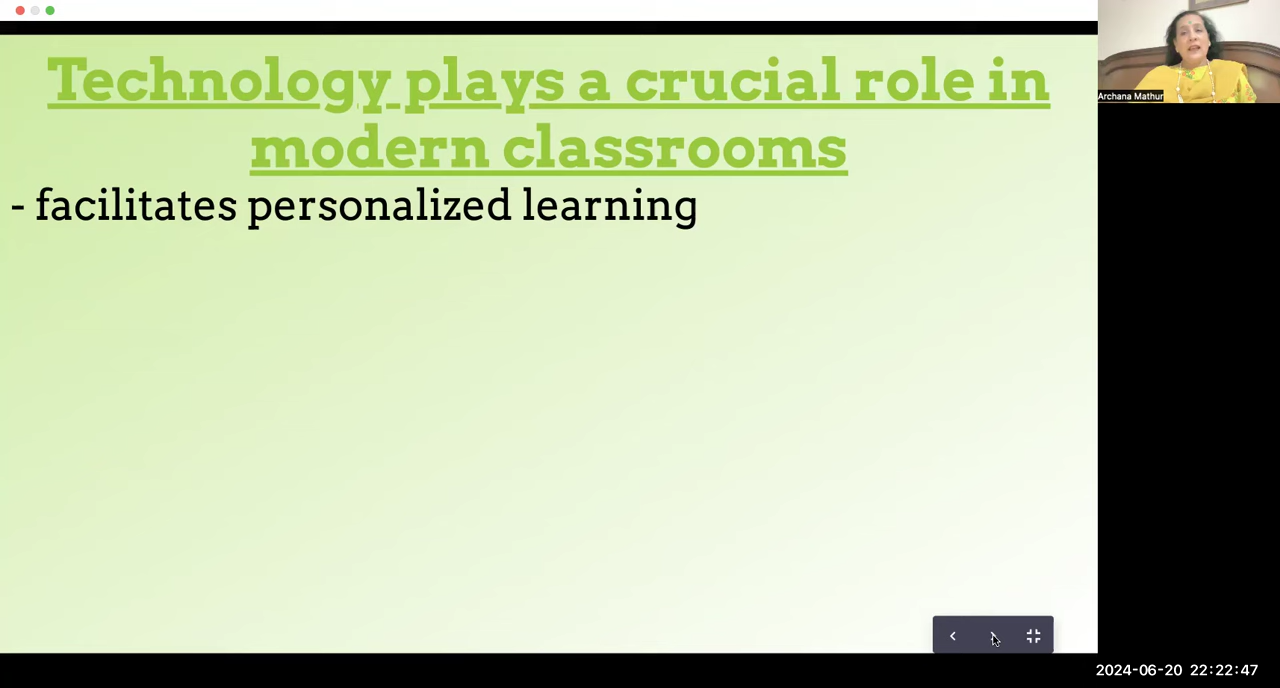 Technology plays a crucial role in
modern classrooms
- facilitates personalized learning
Archana Mathur
2024-06-20 22:22:47